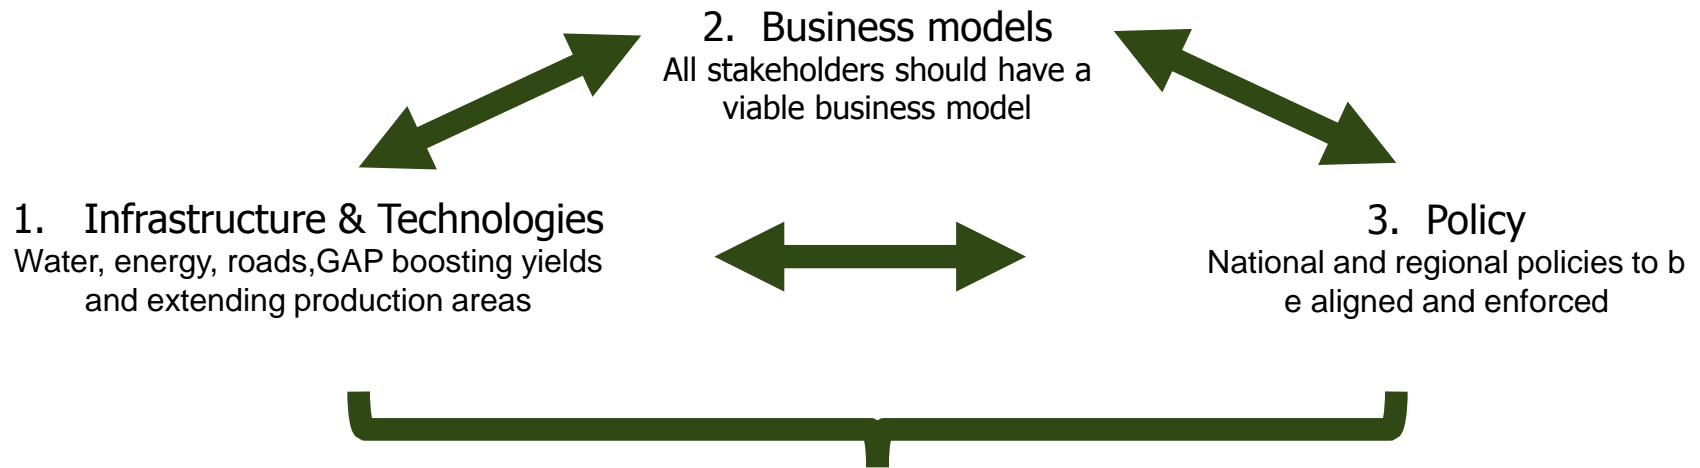 2. Business models
All stakeholders should have a
viable business model
1. Infrastructure & Technologies
Water, energy, roads,GAP boosting yields
and extending production areas
3. Policy
National and regional policies to b
e aligned and enforced